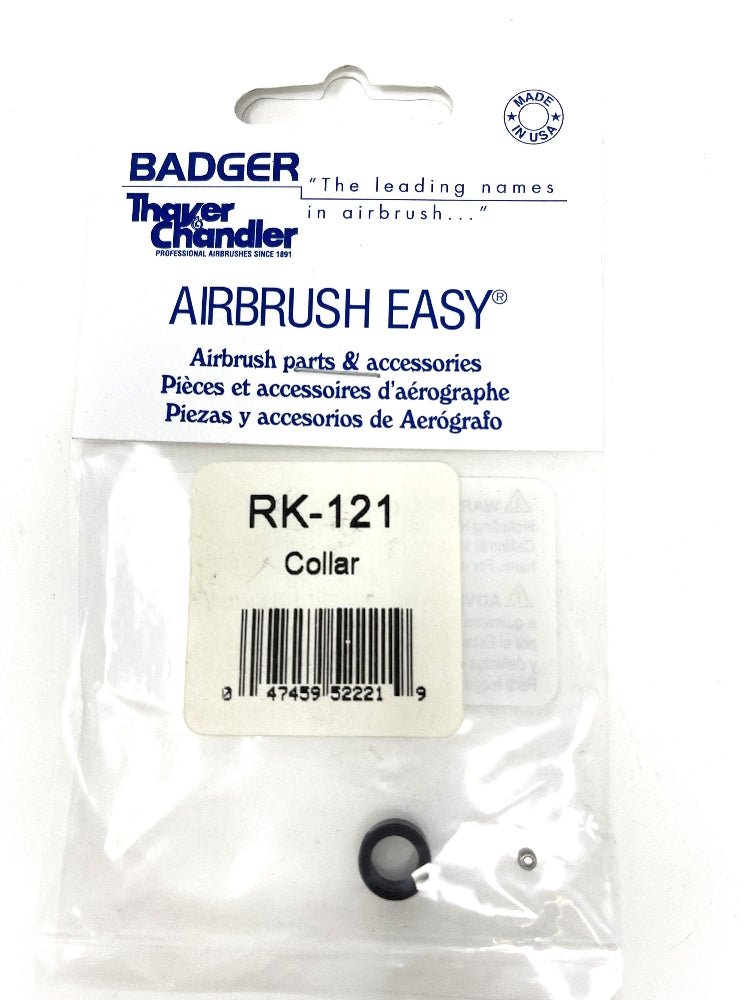 MADE
IN USA
BADGER
"The leading names
in airbrush..."
Thayer
& Chandler
PROFESSIONAL AIRBRUSHES SINCE 1891
AIRBRUSH EASY®
Airbrush parts & accessories
Pièces et accessoires d'aérographe
Piezas y accesorios de Aerógrafo
RK-121
Collar
0 47459 52221 9